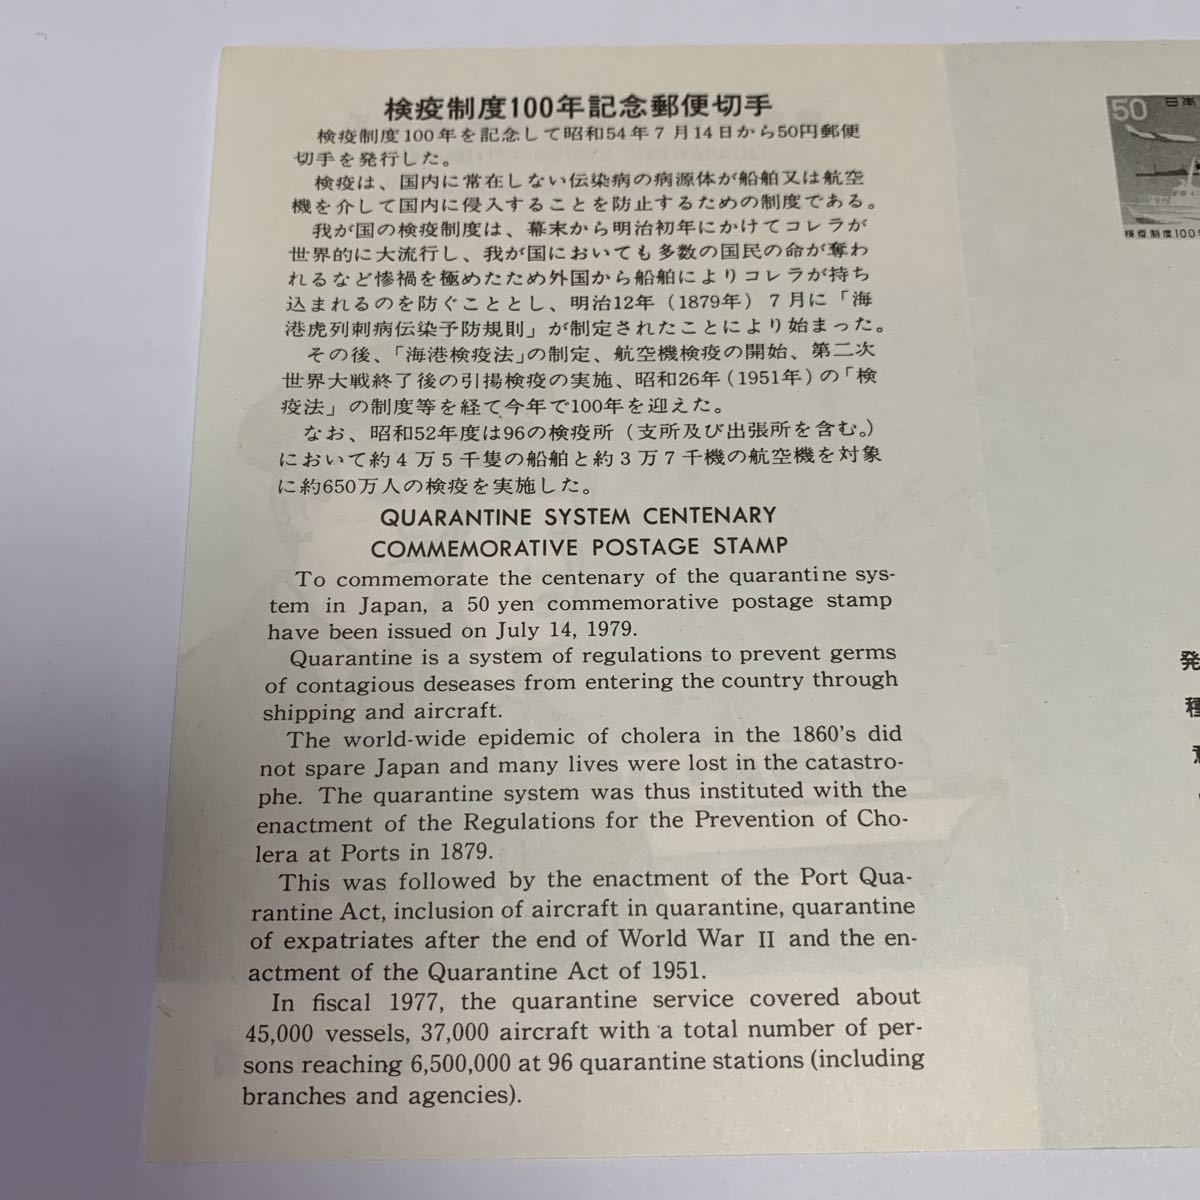 検疫制度100年記念郵便切手
検疫制度100年を記念して昭和54年7月14日から50円郵便
切手を発行した。
検疫は、国内に常在しない伝染病の病源体が船舶又は航空
機を介して国内に侵入することを防止するための制度である。
我が国の検疫制度は、幕末から明治初年にかけてコレラが
世界的に大流行し、我が国においても多数の国民の命が奪わ
れるなど惨禍を極めたため外国から船舶によりコレラが持ち
込まれるのを防ぐこととし、明治12年(1879年)7月に「海
港虎列刺病伝染予防規則」が制定されたことにより始まった。
その後、「海港検疫法」の制定、航空機検疫の開始、第二次
世界大戦終了後の引揚検疫の実施、昭和26年(1951年)の「検
疫法」の制度等を経て今年で100年を迎えた。
なお、昭和52年度は96の検疫所(支所及び出張所を含む。)
において約4万5千隻の船舶と約3万7千機の航空機を対象
に約650万人の検疫を実施した。
QUARANTINE SYSTEM CENTENARY
COMMEMORATIVE POSTAGE STAMP
To commemorate the centenary of the quarantine sys-
tem in Japan, a 50 yen commemorative postage stamp
have been issued on July 14, 1979.
Quarantine is a system of regulations to prevent germs
of contagious deseases from entering the country through
shipping and aircraft.
The world-wide epidemic of cholera in the 1860's did
not spare Japan and many lives were lost in the catastro-
phe. The quarantine system was thus instituted with the
enactment of the Regulations for the Prevention of Cho-
lera at Ports in 1879.
This was followed by the enactment of the Port Qua-
rantine Act, inclusion of aircraft in quarantine, quarantine
of expatriates after the end of World War II and the en-
actment of the Quarantine Act of 1951.
In fiscal 1977, the quarantine service covered about
45,000 vessels, 37,000 aircraft with a total number of per-
sons reaching 6,500,000 at 96 quarantine stations (including
branches and agencies).
50
日本
検疫制度100
発
種